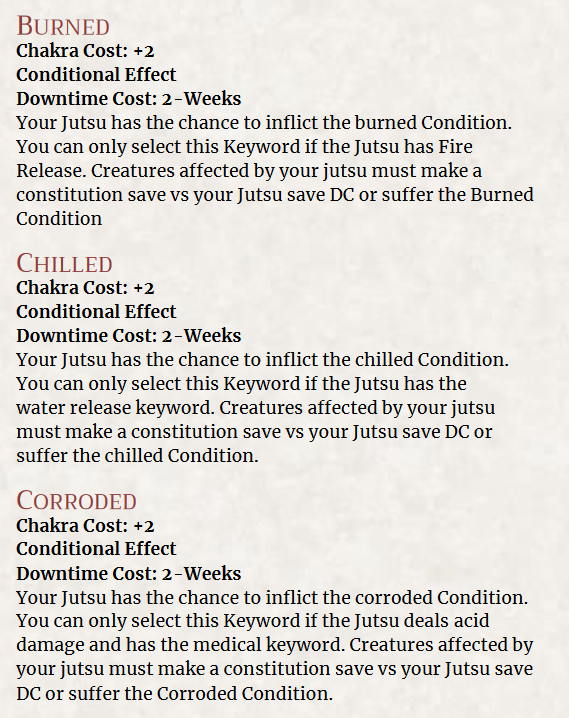 BURNED
Chakra Cost: +2
Conditional Effect
Downtime Cost: 2-Weeks
Your Jutsu has the chance to inflict the burned Condition.
You can only select this Keyword if the Jutsu has Fire
Release. Creatures affected by your jutsu must make a
constitution save vs your Jutsu save DC or suffer the Burned
Condition
CHILLED
Chakra Cost: +2
Conditional Effect
Downtime Cost: 2-Weeks
Your Jutsu has the chance to inflict the chilled Condition.
You can only select this Keyword if the Jutsu has the
water release keyword. Creatures affected by your jutsu
must make a constitution save vs your Jutsu save DC or
suffer the chilled Condition.
CORRODED
Chakra Cost: +2
Conditional Effect
Downtime Cost: 2-Weeks
Your Jutsu has the chance to inflict the corroded Condition.
You can only select this Keyword if the Jutsu deals acid
damage and has the medical keyword. Creatures affected by
your jutsu must make a constitution save vs your Jutsu save
DC or suffer the Corroded Condition.